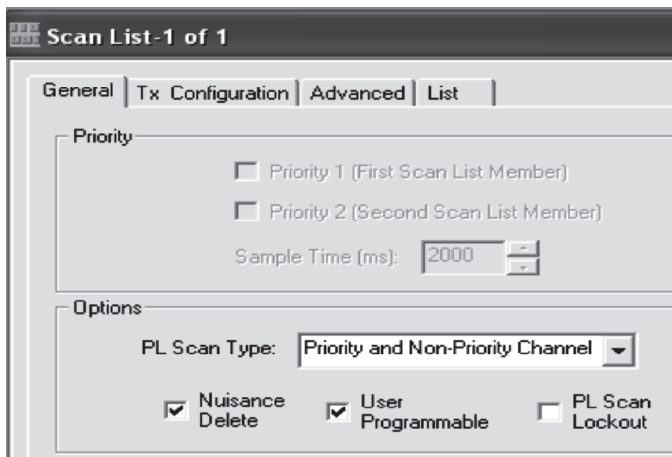 Scan List-1 of 1
General Tx Configuration Advanced List
Priority
Priority 1 (First Scan List Member)
Priority 2 (Second Scan List Member)
Sample Time (ms): 2000
Options
PL Scan Type: Priority and Non-Priority Channel
Nuisance Delete
User Programmable
PL Scan Lockout